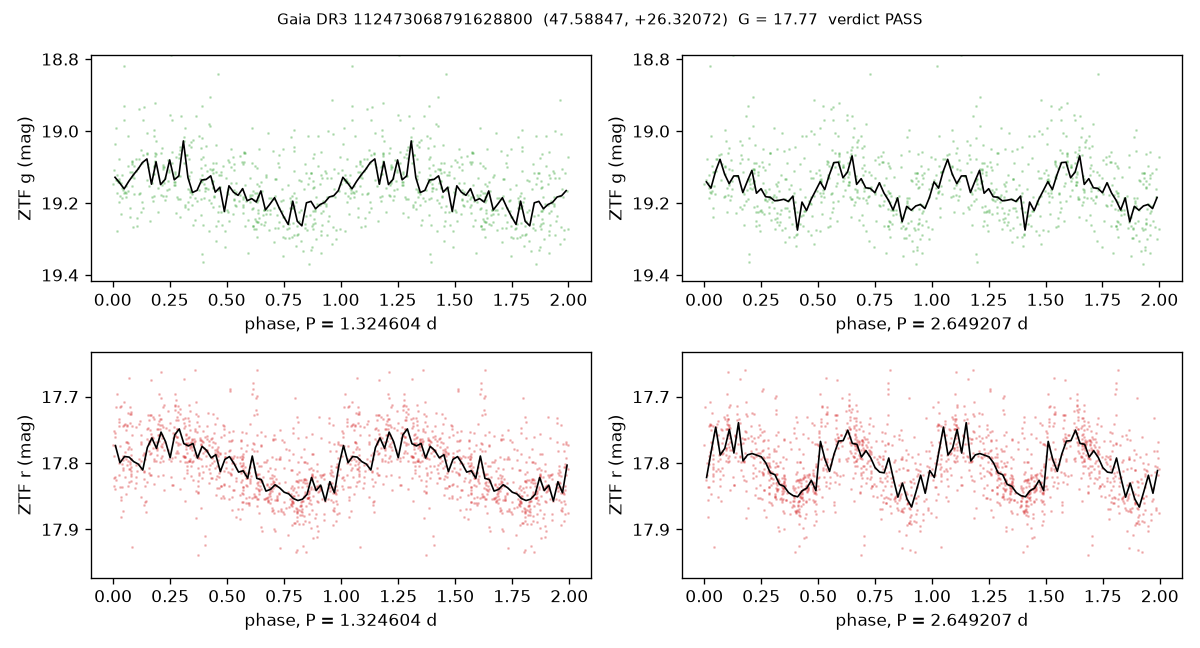 Gaia DR3 112473068791628800 (47.58847, +26.32072) G = 17.77 verdict PASS
18.8
19.0
19.2
19.4
ZTF g (mag)
0.00 0.25 0.50 0.75 1.00 1.25 1.50 1.75 2.00
phase, P = 1.324604 d
18.8
19.0
19.2
19.4
ZTF g (mag)
0.00 0.25 0.50 0.75 1.00 1.25 1.50 1.75 2.00
phase, P = 2.649207 d
17.7
17.8
17.9
ZTF r (mag)
0.00 0.25 0.50 0.75 1.00 1.25 1.50 1.75 2.00
phase, P = 1.324604 d
17.7
17.8
17.9
ZTF r (mag)
0.00 0.25 0.50 0.75 1.00 1.25 1.50 1.75 2.00
phase, P = 2.649207 d